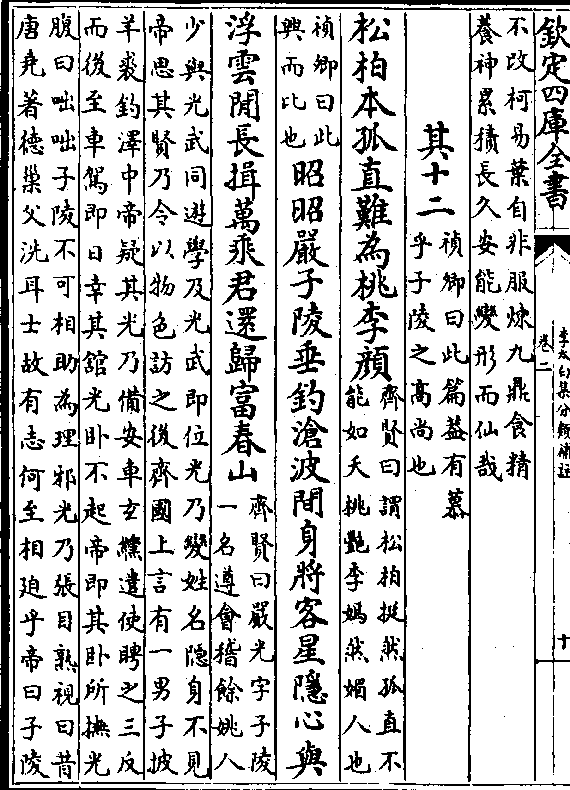 欽定四庫全書
李太白集分類補註
卷二
十
不改柯易葉自非服煉九鼎食精
養神累積長久安能變形而仙哉
其十二
禎卿曰此篇葢有慕
乎子陵之高尚也
松柏本孤直難為桃李顔
齊賢曰謂松柏挺然孤直不
能如夭桃艷李嫣然媚人也
昭昭嚴子陵垂釣滄波間身將客星隱心與
禎卿曰此
興而比也
浮雲閒長揖萬乘君還歸富春山
齊賢曰嚴光字子陵
一名遵會稽餘姚人
少與光武同遊學及光武即位光乃變姓名隠身不見
帝思其賢乃令以物色訪之後齊國上言有一男子披
羊裘釣澤中帝疑其光乃備安車玄纁遣使聘之三反
而後至車駕即日幸其舘光卧不起帝即其卧所撫光
腹曰咄咄子陵不可相助為理邪光乃張目熟視曰昔
唐堯著德巢父洗耳士故有志何至相廹乎帝曰子陵